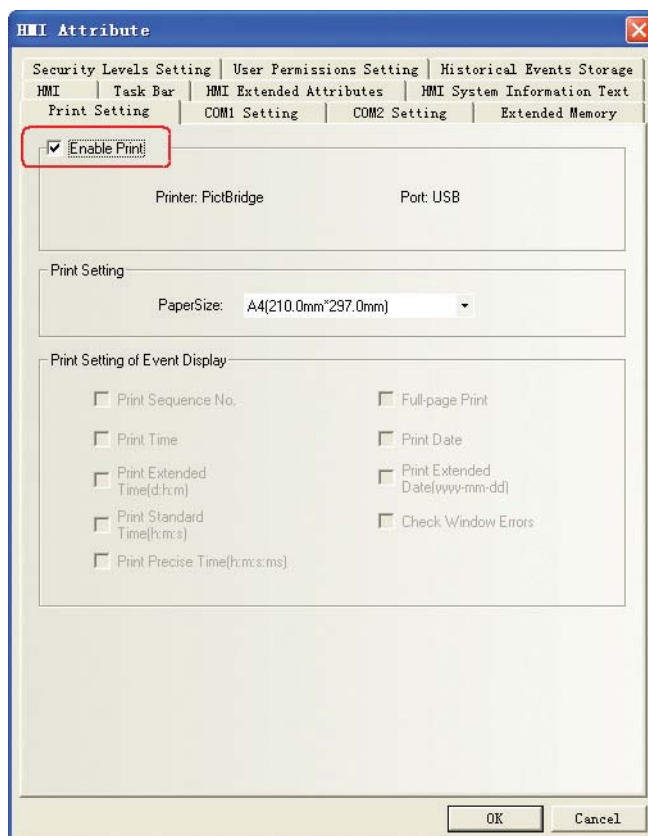 HMI Attribute
Security Levels Setting User Permissions Setting Historical Events Storage
HMI Task Bar HMI Extended Attributes HMI System Information Text
Print Setting COM1 Setting COM2 Setting Extended Memory
Enable Print
Printer: PictBridge Port: USB
Print Setting
PaperSize: A4(210.0mm*297.0mm)
Print Setting of Event Display
Print Sequence No. Full-page Print
Print Time Print Date
Print Extended
Time(d:h:m)
Print Extended
Date(yyyy-mm-dd)
Print Standard
Time(h:m:s)
Check Window Errors
Print Precise Time(h:m:s:ms)
OK Cancel